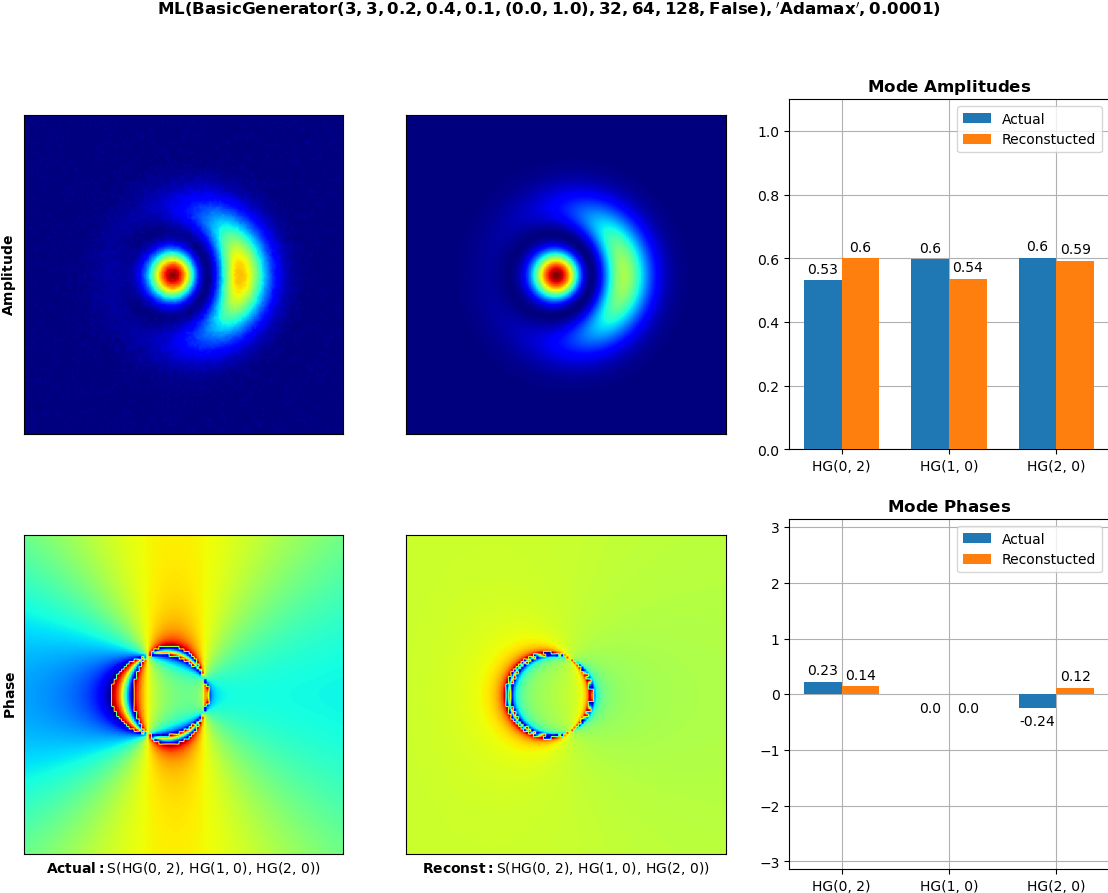 ML(BasicGenerator(3, 3, 0.2, 0.4, 0.1, (0.0, 1.0), 32, 64, 128, False), ′Adamax′, 0.0001)
Amplitude
Mode Amplitudes
Actual
Reconstucted
1.0
0.8
0.6
0.4
0.2
0.0
0.53
0.6
0.6
0.54
0.6
0.59
HG(0, 2)
HG(1, 0)
HG(2, 0)
Phase
Actual: S(HG(0, 2), HG(1, 0), HG(2, 0))
Reconst: S(HG(0, 2), HG(1, 0), HG(2, 0))
Mode Phases
Actual
Reconstucted
3
2
1
0
−1
−2
−3
0.23
0.14
0.0
0.0
-0.24
0.12
HG(0, 2)
HG(1, 0)
HG(2, 0)